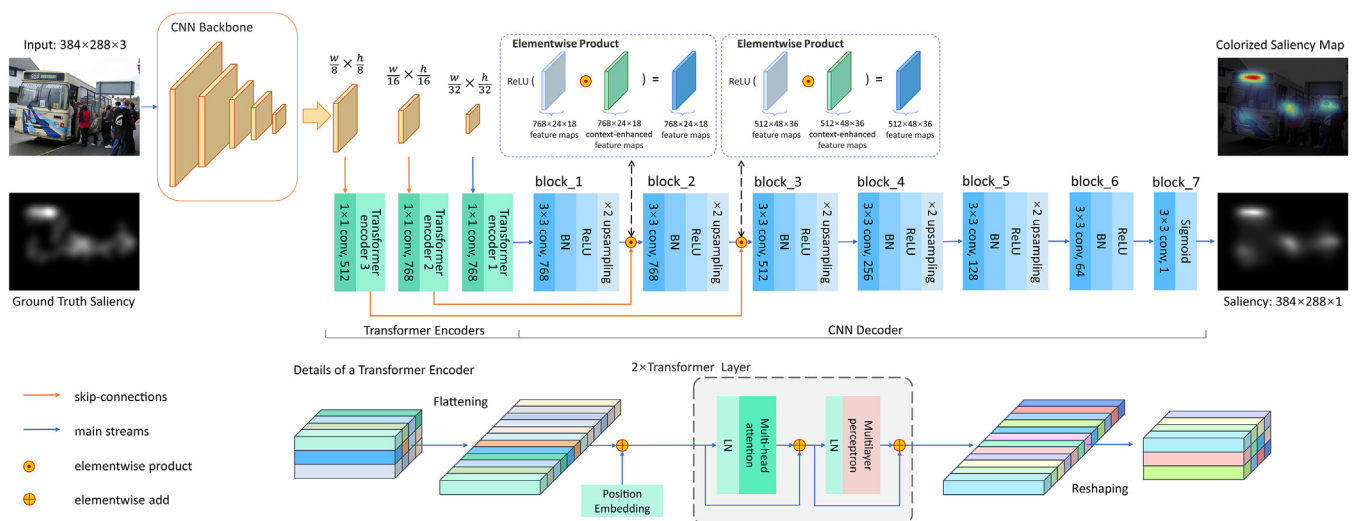 CNN Backbone
Input: 384×288×3
w/8 × h/8
w/16 × h/16
w/32 × h/32
Elementwise Product
ReLU ( ) =
768×24×18
feature maps
768×24×18
context-enhanced
feature maps
768×24×18
feature maps
Elementwise Product
ReLU ( ) =
512×48×36
feature maps
512×48×36
context-enhanced
feature maps
512×48×36
feature maps
Colorized Saliency Map
Ground Truth Saliency
1×1 conv, 512
Transformer
encoder 3
1×1 conv, 768
Transformer
encoder 2
1×1 conv, 768
Transformer
encoder 1
block_1
3×3 conv, 768
BN
ReLU
×2 upsampling
block_2
3×3 conv, 768
BN
ReLU
×2 upsampling
block_3
3×3 conv, 512
BN
ReLU
×2 upsampling
block_4
3×3 conv, 256
BN
ReLU
×2 upsampling
block_5
3×3 conv, 128
BN
ReLU
×2 upsampling
block_6
3×3 conv, 64
BN
ReLU
block_7
3×3 conv, 1
Sigmoid
Saliency: 384×288×1
Transformer Encoders
CNN Decoder
skip-connections
main streams
elementwise product
elementwise add
Details of a Transformer Encoder
Flattening
Position
Embedding
2×Transformer Layer
LN
Multi-head
attention
LN
Multilayer
perceptron
Reshaping